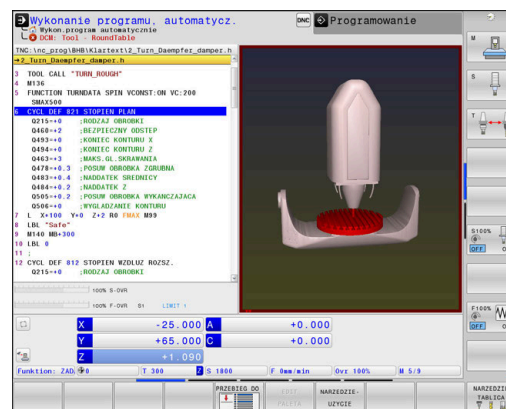 Wykonanie programu, automatycz.
Wykon.program automatycznie
DCM: Tool - RoundTable
DNC
Programowanie
TNC:\nc_prog\BHB\Klartext\2_Turn_Daempfer_damper.h
→2_Turn_Daempfer_damper.h
3 TOOL CALL "TURN_ROUGH"
4 M136
5 FUNCTION TURNDATA SPIN VCONST:ON VC:200
SMAX500
6 CYCL DEF 821 STOPIEN PLAN
Q215=+0 ;RODZAJ OBROBKI
Q460=+2 ;BEZPIECZNY ODSTEP
Q493=+0 ;KONIEC KONTURU X
Q494=+0 ;KONIEC KONTURU Z
Q463=+3 ;MAKS.GL.SKRAWANIA
Q478=+0.3 ;POSUW OBROBKA ZGRUBNA
Q483=+0.4 ;NADDATEK SREDNICY
Q484=+0.2 ;NADDATEK Z
Q505=+0.2 ;POSUW OBROBKA WYKANCZAJACA
Q506=+0 ;WYGLADZANIE KONTURU
7 L X+100 Y+0 Z+2 R0 FMAX M99
8 LBL "Safe"
9 M140 MB+300
10 LBL 0
11 ;
12 CYCL DEF 812 STOPIEN WZDLUZ ROZSZ.
Q215=+0 ;RODZAJ OBROBKI
100% S-OVR
100% F-OVR S1 LIMIT 1
X -25.000 A +0.000
Y +65.000 C +0.000
Z +1.090
Funktion: ZAD. 0 T 300 Z S 1800 F 0mm/min Ovr 100% M 5/9
M
S
T
S100%
OFF
F100%
OFF
PRZEBIEG DO
NARZEDZIE-
UZYCIE
NARZEDZI
TABLICA